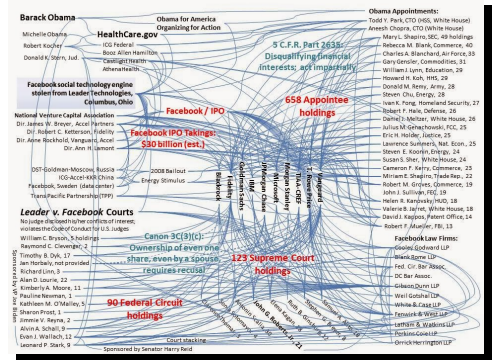 Barack Obama
Michelle Obama
Robert Kocher
Donald K. Stern, Jud.
HealthCare.gov
ICG Federal
Booz Allen Hamilton
Castlight Health
AthenaHealth
Obama for America
Organizing for Action
Facebook social technology engine
stolen from Leader Technologies,
Columbus, Ohio
National Venture Capital Association
Dir. James W. Breyer, Accel Partners
Dir. Robert C. Ketterson, Fidelity
Dir. Anne Rockhold, Vanguard, Accel
Dir. Ann H. Lamont
DST-Goldman-Moscow, Russia
ICG-Accel-KKR China
Facebook, Sweden (data center)
Trans Pacific Partnership (TPP)
Leader v. Facebook Courts
No judge disclosed his/her conflicts of interest,
violates the Code of Conduct for U.S. Judges
William C. Bryson, 5 holdings
Raymond C. Clevenger, 2
Timothy B. Dyk, 17
Jan Horbaly, not provided
Richard Linn, 3
Alan D. Lourie, 22
Kimberly A. Moore, 11
Pauline Newman, 1
Kathleen M. O'Malley, 5
Sharon Prost, 1
Jimmie V. Reyna, 2
Alvin A. Schall, 9
Evan J. Wallach, 12
Leonard P. Stark, 9
Court stacking
Sponsored by Senator Harry Reid
5 C.F.R. Part 2635:
Disqualifying financial
interests; act impartially
658 Appointee
holdings
Facebook / IPO
Facebook IPO Takings:
$30 billion (est.)
2008 Bailout
Energy Stimulus
Blackrock
Fidelity
Goldman Sachs
IBM
JPMorgan Chase
Microsoft
Morgan Stanley
TIAA-CREF
T. Rowe Price
Vanguard
Canon 3C(3)(c):
Ownership of even one
share, even by a spouse,
requires recusal
123 Supreme Court
holdings
90 Federal Circuit
holdings
John G. Roberts, Jr., 21
Obama Appointments:
Todd Y. Park, CTO (HSS, White House)
Aneesh Chopra, CTO (White House)
Mary L. Shapiro, SEC, 49 holdings
Rebecca M. Blank, Commerce, 40
Charles A. Blanchard, Air Force, 33
Gary Gensler, Commodities, 31
William J. Lynn, Education, 29
Howard H. Koh, HHS, 29
Donald M. Remy, Army, 28
Steven Chu, Energy, 28
Ivan K. Fong, Homeland Security, 27
Robert F. Hale, Defense, 26
Daniel J. Meltzer, White House, 26
Julius M. Genachowski, FCC, 25
Eric H. Holder, Justice, 25
Lawrence Summers, Nat. Econ., 25
Steven E. Koonin, Energy, 24
Susan S. Sher, White House, 24
Cameron F. Kerry, Commerce, 23
Miriam E. Shapiro, Trade Rep., 22
Robert M. Groves, Commerce, 19
John J. Sullivan, FEC, 19
Helen R. Kanovsky, HUD, 18
Valerie B. Jarret, White House, 18
David J. Kappos, Patent Office, 14
Robert F. Mueller, FBI, 13
Facebook Law Firms:
Cooley Godward LLP
Blank Rome LLP
Fed. Cir. Bar Assoc.
DC Bar Assoc.
Gibson Dunn LLP
Weil Gotshal LLP
White & Case LLP
Fenwick & West LLP
Latham & Watkins LLP
Perkins Coie LLP
Orrick Herrington LLP